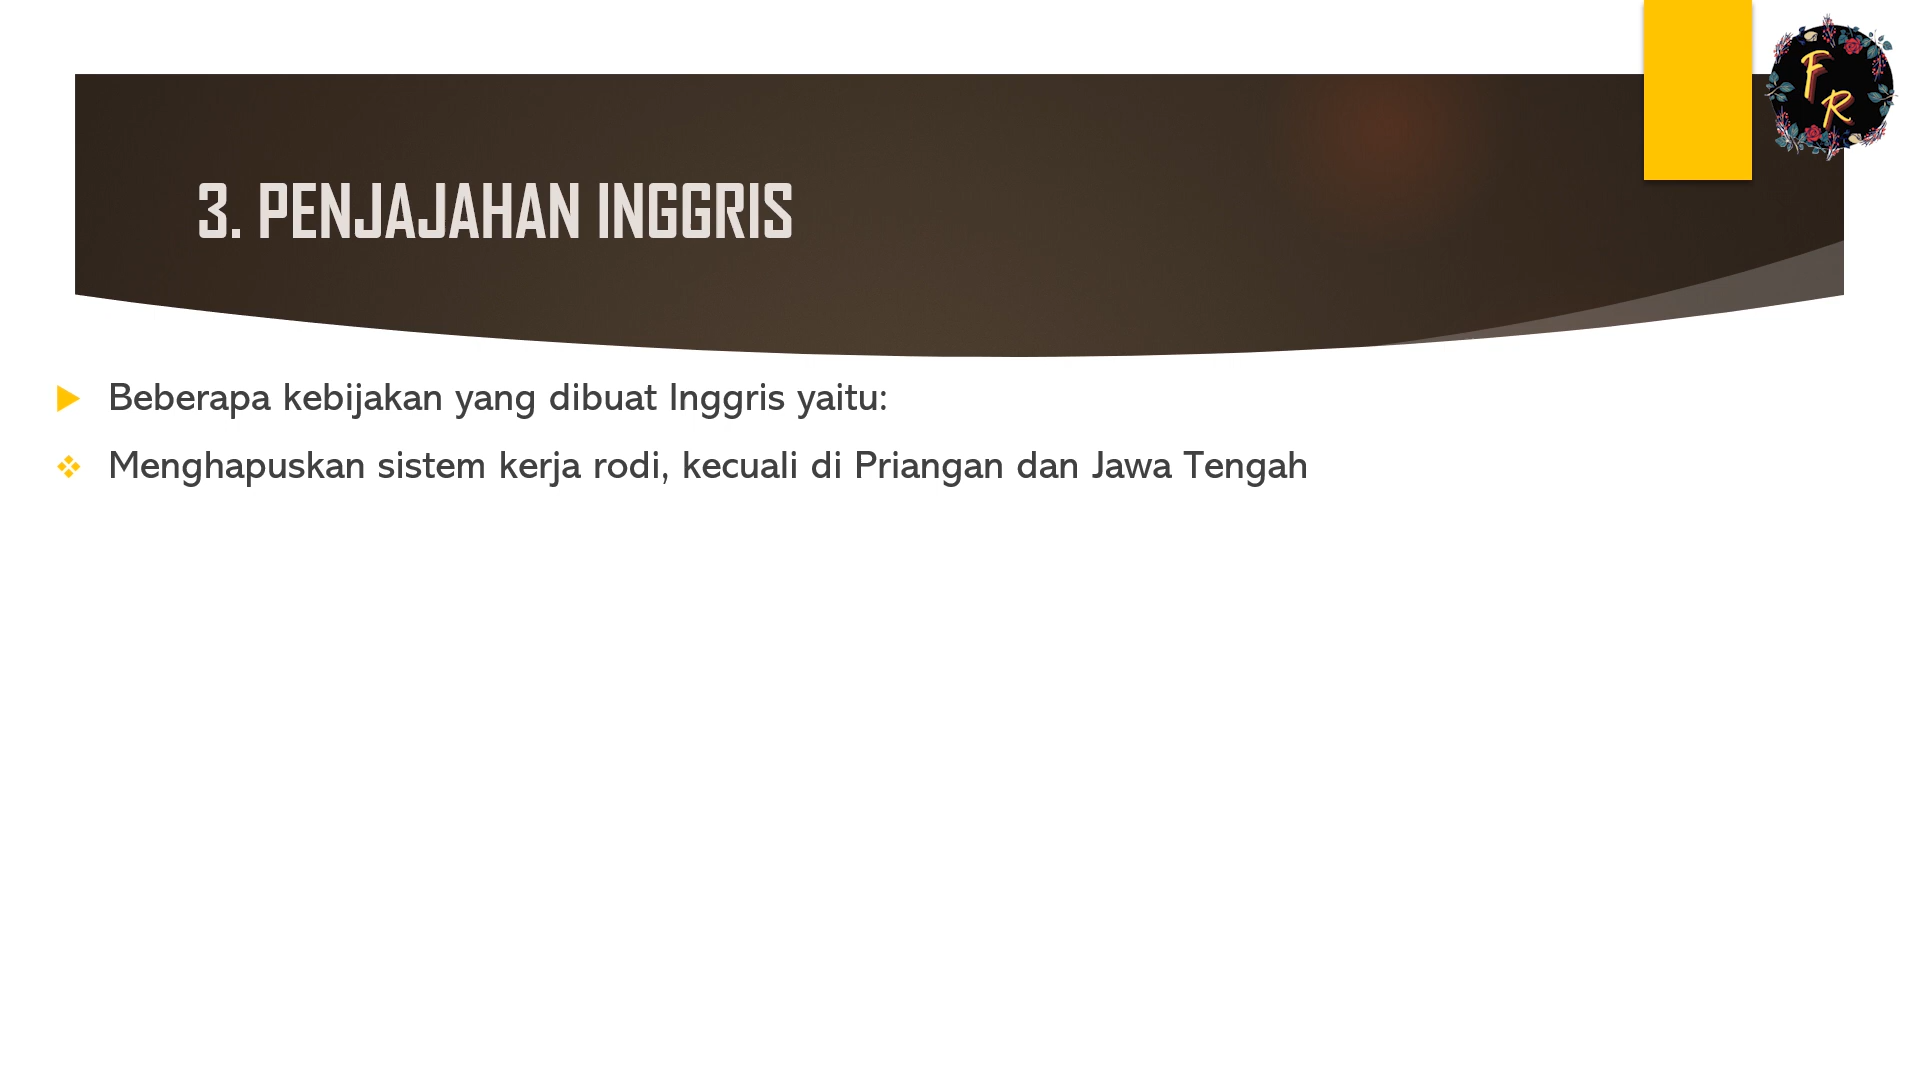 F
R
3. PENJAJAHAN INGGRIS
Beberapa kebijakan yang dibuat Inggris yaitu:
Menghapuskan sistem kerja rodi, kecuali di Priangan dan Jawa Tengah